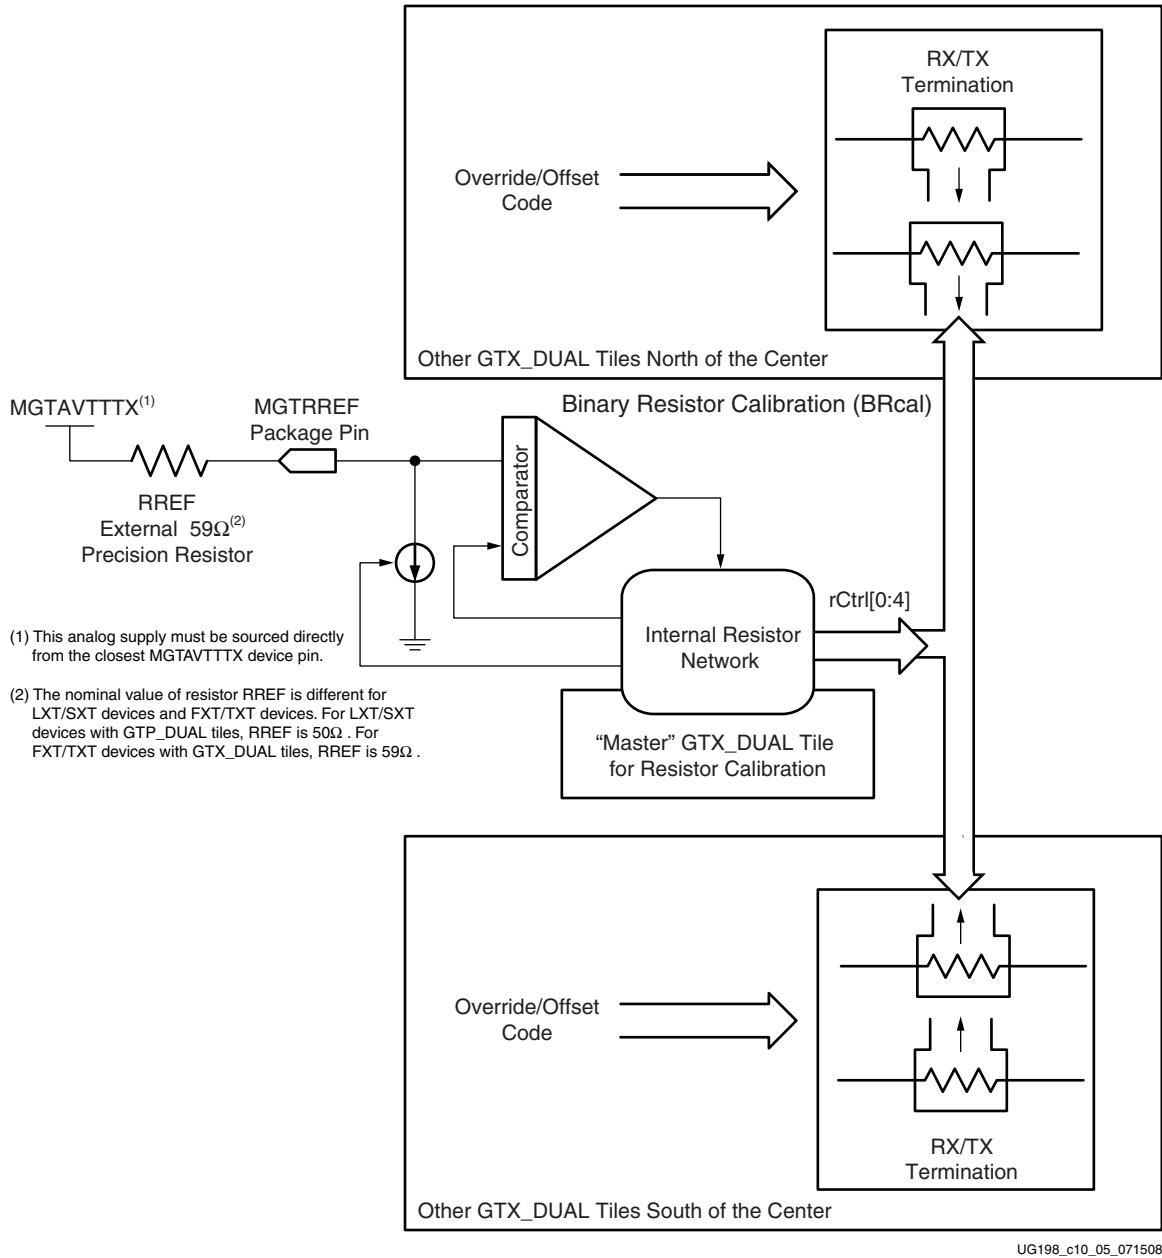 RX/TX
Termination
Override/Offset
Code
Other GTX_DUAL Tiles North of the Center
MGTAVTTTX(1)
MGTRREF
Package Pin
Binary Resistor Calibration (BRcal)
Comparator
RREF
External 59Ω(2)
Precision Resistor
rCtrl[0:4]
Internal Resistor
Network
(1) This analog supply must be sourced directly
from the closest MGTAVTTTX device pin.
(2) The nominal value of resistor RREF is different for
LXT/SXT devices and FXT/TXT devices. For LXT/SXT
devices with GTP_DUAL tiles, RREF is 50Ω . For
FXT/TXT devices with GTX_DUAL tiles, RREF is 59Ω .
“Master” GTX_DUAL Tile
for Resistor Calibration
Override/Offset
Code
RX/TX
Termination
Other GTX_DUAL Tiles South of the Center
UG198_c10_05_071508